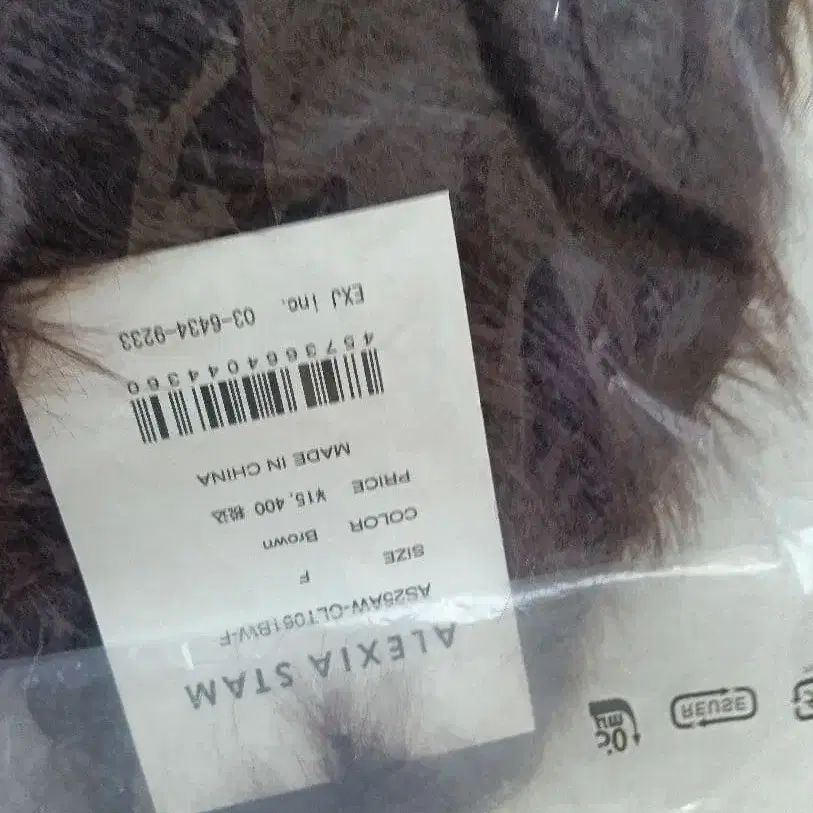 ALEXIA STAM
AS25AW-CLT051BW-F
SIZE F
COLOR Brown
PRICE ¥15,400 税込
MADE IN CHINA
4573664044360
EXJ Inc. 03-6434-9233
REUSE